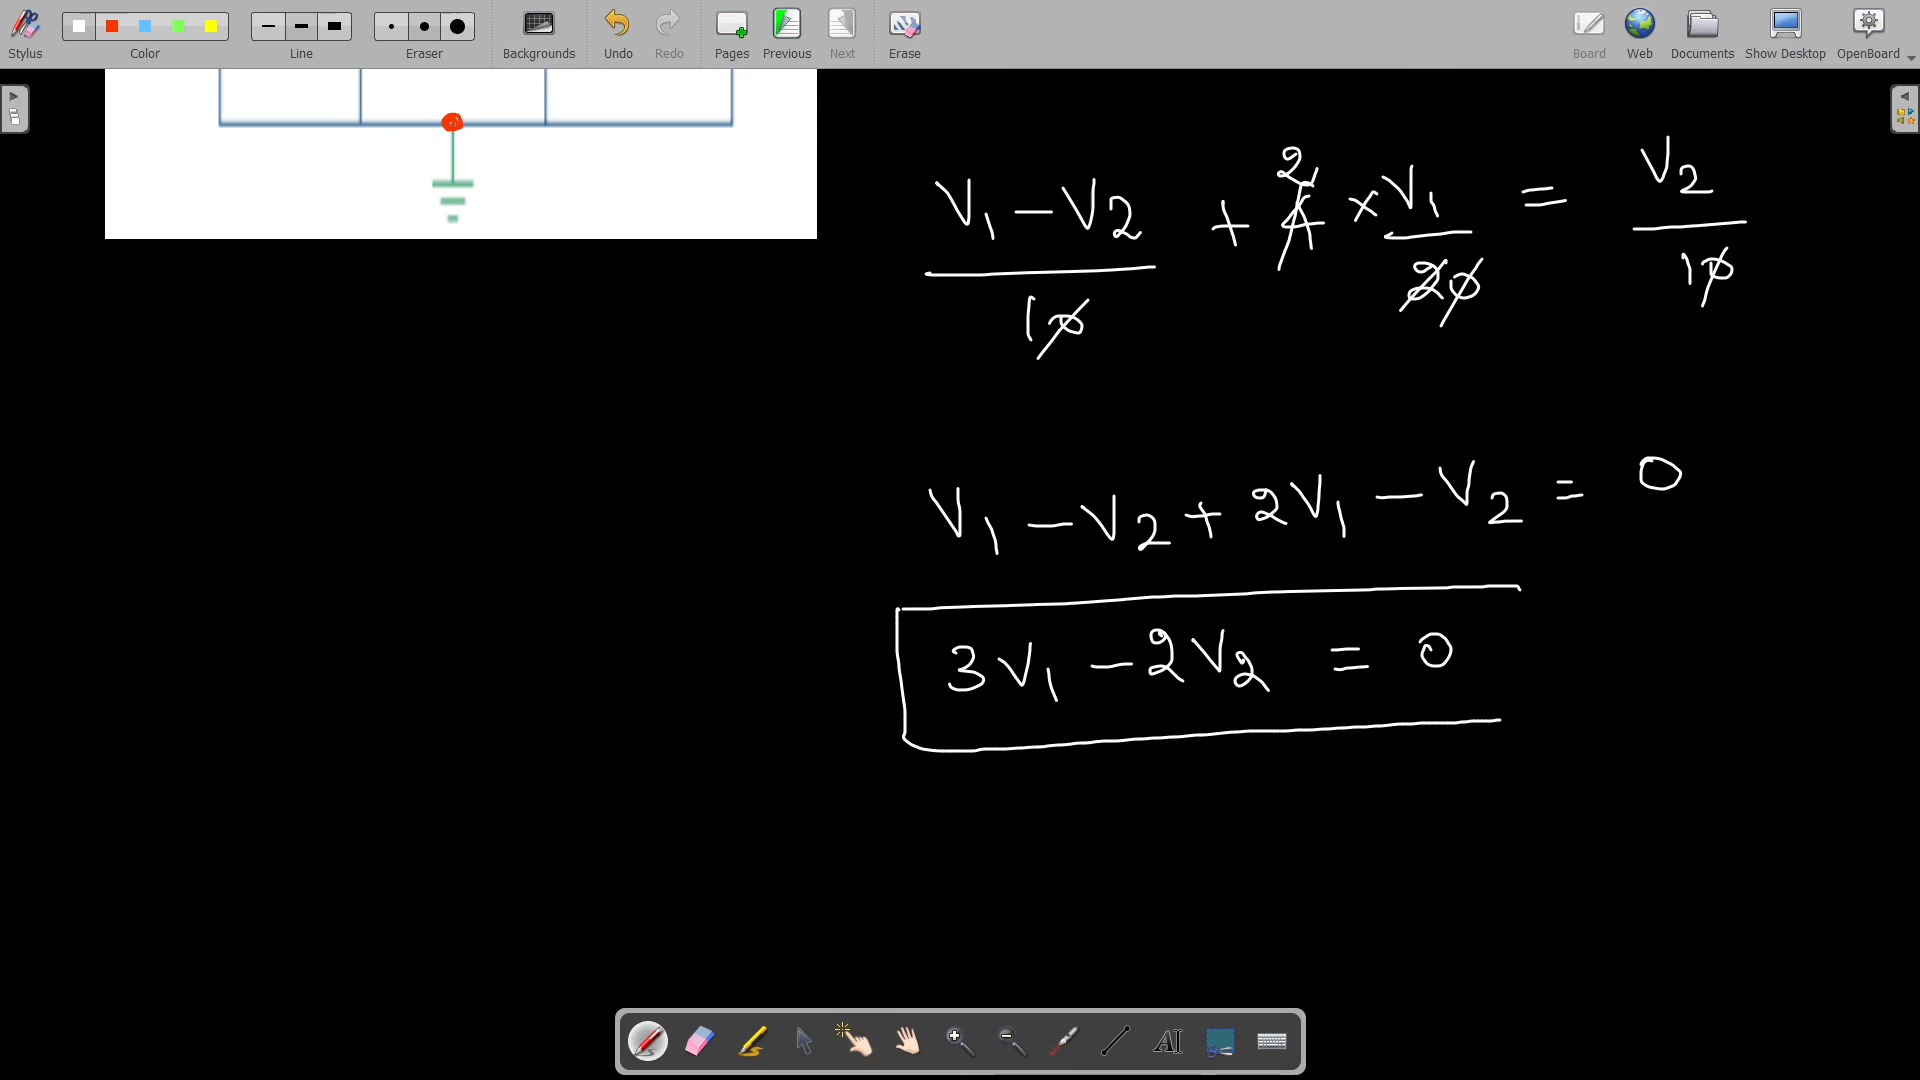 Stylus Color Line Eraser Backgrounds Undo Redo Pages Previous Next Erase Board Web Documents Show Desktop OpenBoard
(V₁ − V₂)/10 + 4 × V₁/20 = V₂/10
2
V₁ − V₂ + 2V₁ − V₂ = 0
3V₁ − 2V₂ = 0
AI